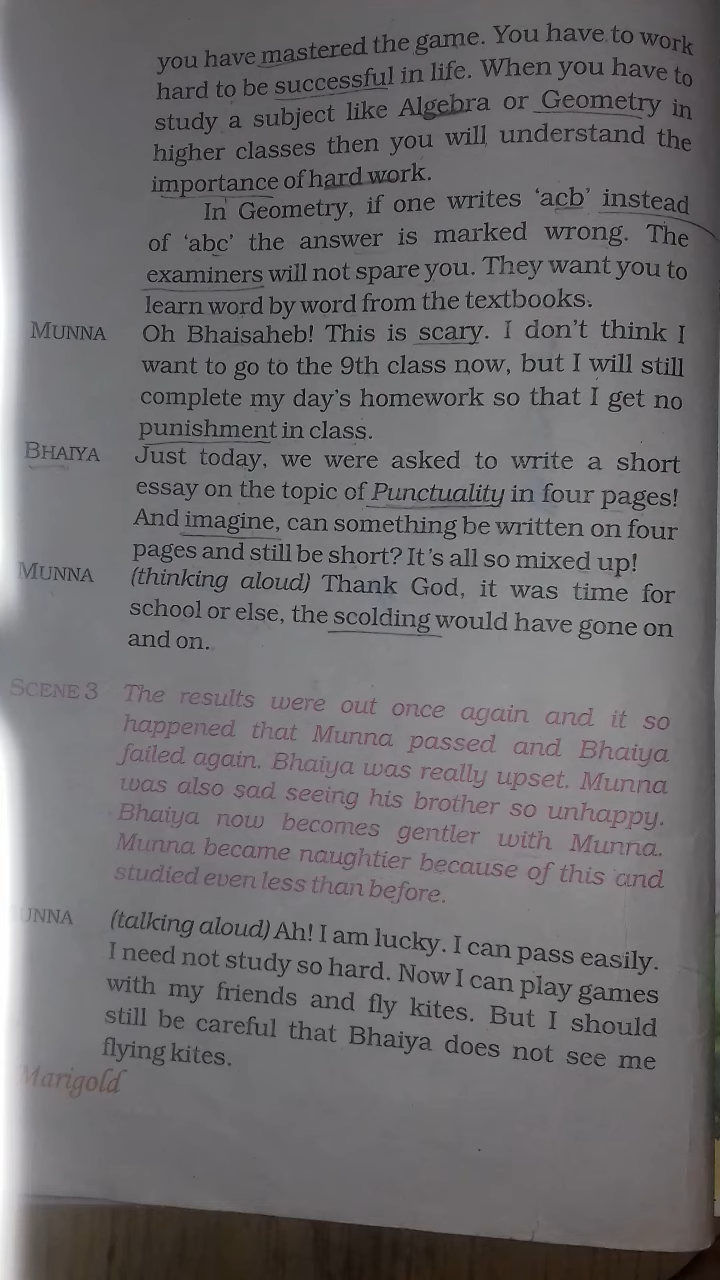 you have mastered the game. You have to work
hard to be successful in life. When you have to
study a subject like Algebra or Geometry in
higher classes then you will understand the
importance of hard work.
In Geometry, if one writes ‘acb’ instead
of ‘abc’ the answer is marked wrong. The
examiners will not spare you. They want you to
learn word by word from the textbooks.
MUNNA Oh Bhaisaheb! This is scary. I don’t think I
want to go to the 9th class now, but I will still
complete my day’s homework so that I get no
punishment in class.
BHAIYA Just today, we were asked to write a short
essay on the topic of Punctuality in four pages!
And imagine, can something be written on four
pages and still be short? It’s all so mixed up!
MUNNA (thinking aloud) Thank God, it was time for
school or else, the scolding would have gone on
and on.
SCENE 3 The results were out once again and it so
happened that Munna passed and Bhaiya
failed again. Bhaiya was really upset. Munna
was also sad seeing his brother so unhappy.
Bhaiya now becomes gentler with Munna.
Munna became naughtier because of this and
studied even less than before.
UNNA (talking aloud) Ah! I am lucky. I can pass easily.
I need not study so hard. Now I can play games
with my friends and fly kites. But I should
still be careful that Bhaiya does not see me
flying kites.
Marigold